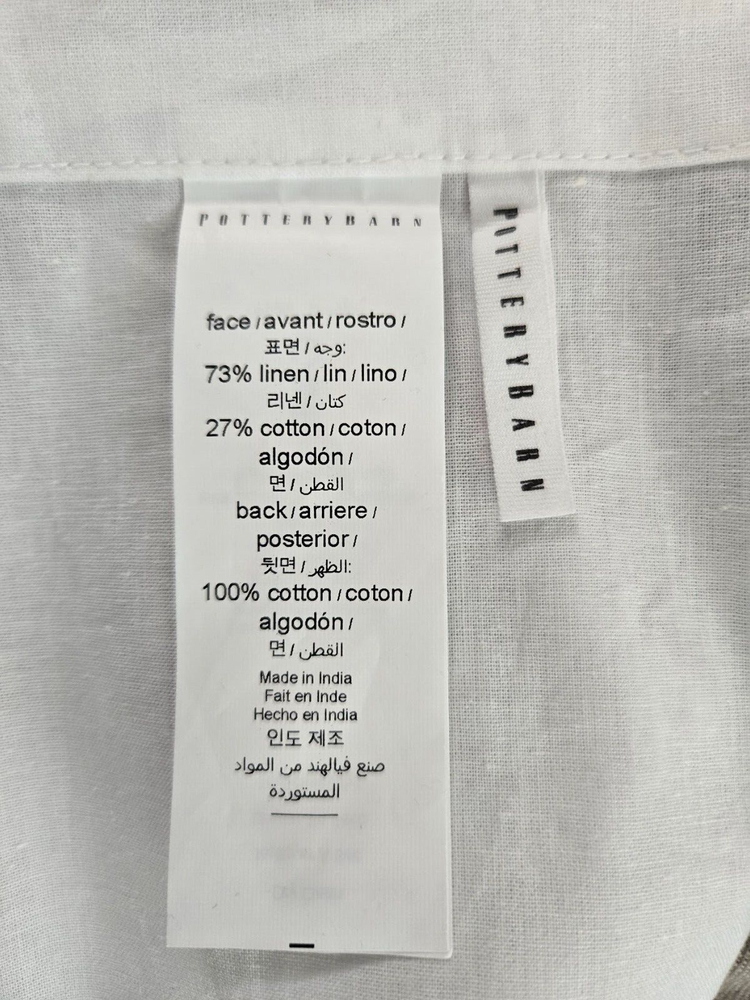 POTTERYBARN
face / avant / rostro /
표면 / وجه:
73% linen / lin / lino /
리넨 / كتان
27% cotton / coton /
algodón /
면 / القطن
back / arriere /
posterior /
뒷면 / الظهر:
100% cotton / coton /
algodón /
면 / القطن
Made in India
Fait en Inde
Hecho en India
인도 제조
صنع فيالهند من المواد
المستوردة
POTTERYBARN